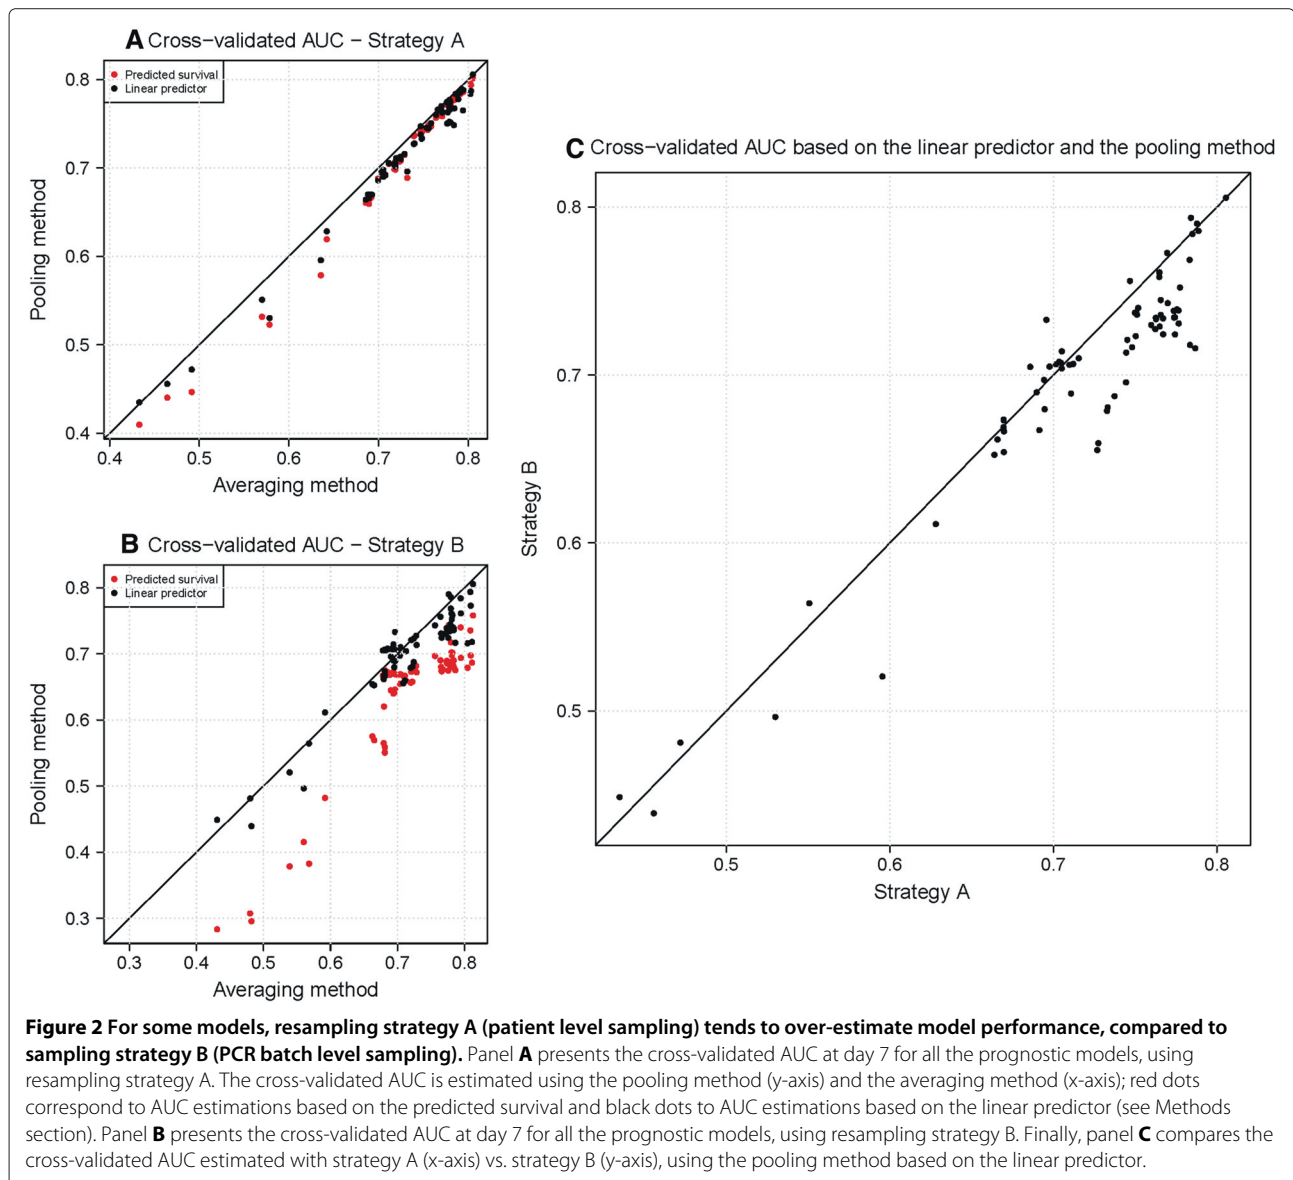 A Cross-validated AUC – Strategy A
Predicted survival
Linear predictor
0.8
0.7
0.6
0.5
0.4
Pooling method
0.4 0.5 0.6 0.7 0.8
Averaging method
B Cross-validated AUC – Strategy B
Predicted survival
Linear predictor
0.8
0.7
0.6
0.5
0.4
0.3
Pooling method
0.3 0.4 0.5 0.6 0.7 0.8
Averaging method
C Cross-validated AUC based on the linear predictor and the pooling method
0.8
0.7
0.6
0.5
Strategy B
0.5 0.6 0.7 0.8
Strategy A
Figure 2 For some models, resampling strategy A (patient level sampling) tends to over-estimate model performance, compared to
sampling strategy B (PCR batch level sampling). Panel A presents the cross-validated AUC at day 7 for all the prognostic models, using
resampling strategy A. The cross-validated AUC is estimated using the pooling method (y-axis) and the averaging method (x-axis); red dots
correspond to AUC estimations based on the predicted survival and black dots to AUC estimations based on the linear predictor (see Methods
section). Panel B presents the cross-validated AUC at day 7 for all the prognostic models, using resampling strategy B. Finally, panel C compares the
cross-validated AUC estimated with strategy A (x-axis) vs. strategy B (y-axis), using the pooling method based on the linear predictor.